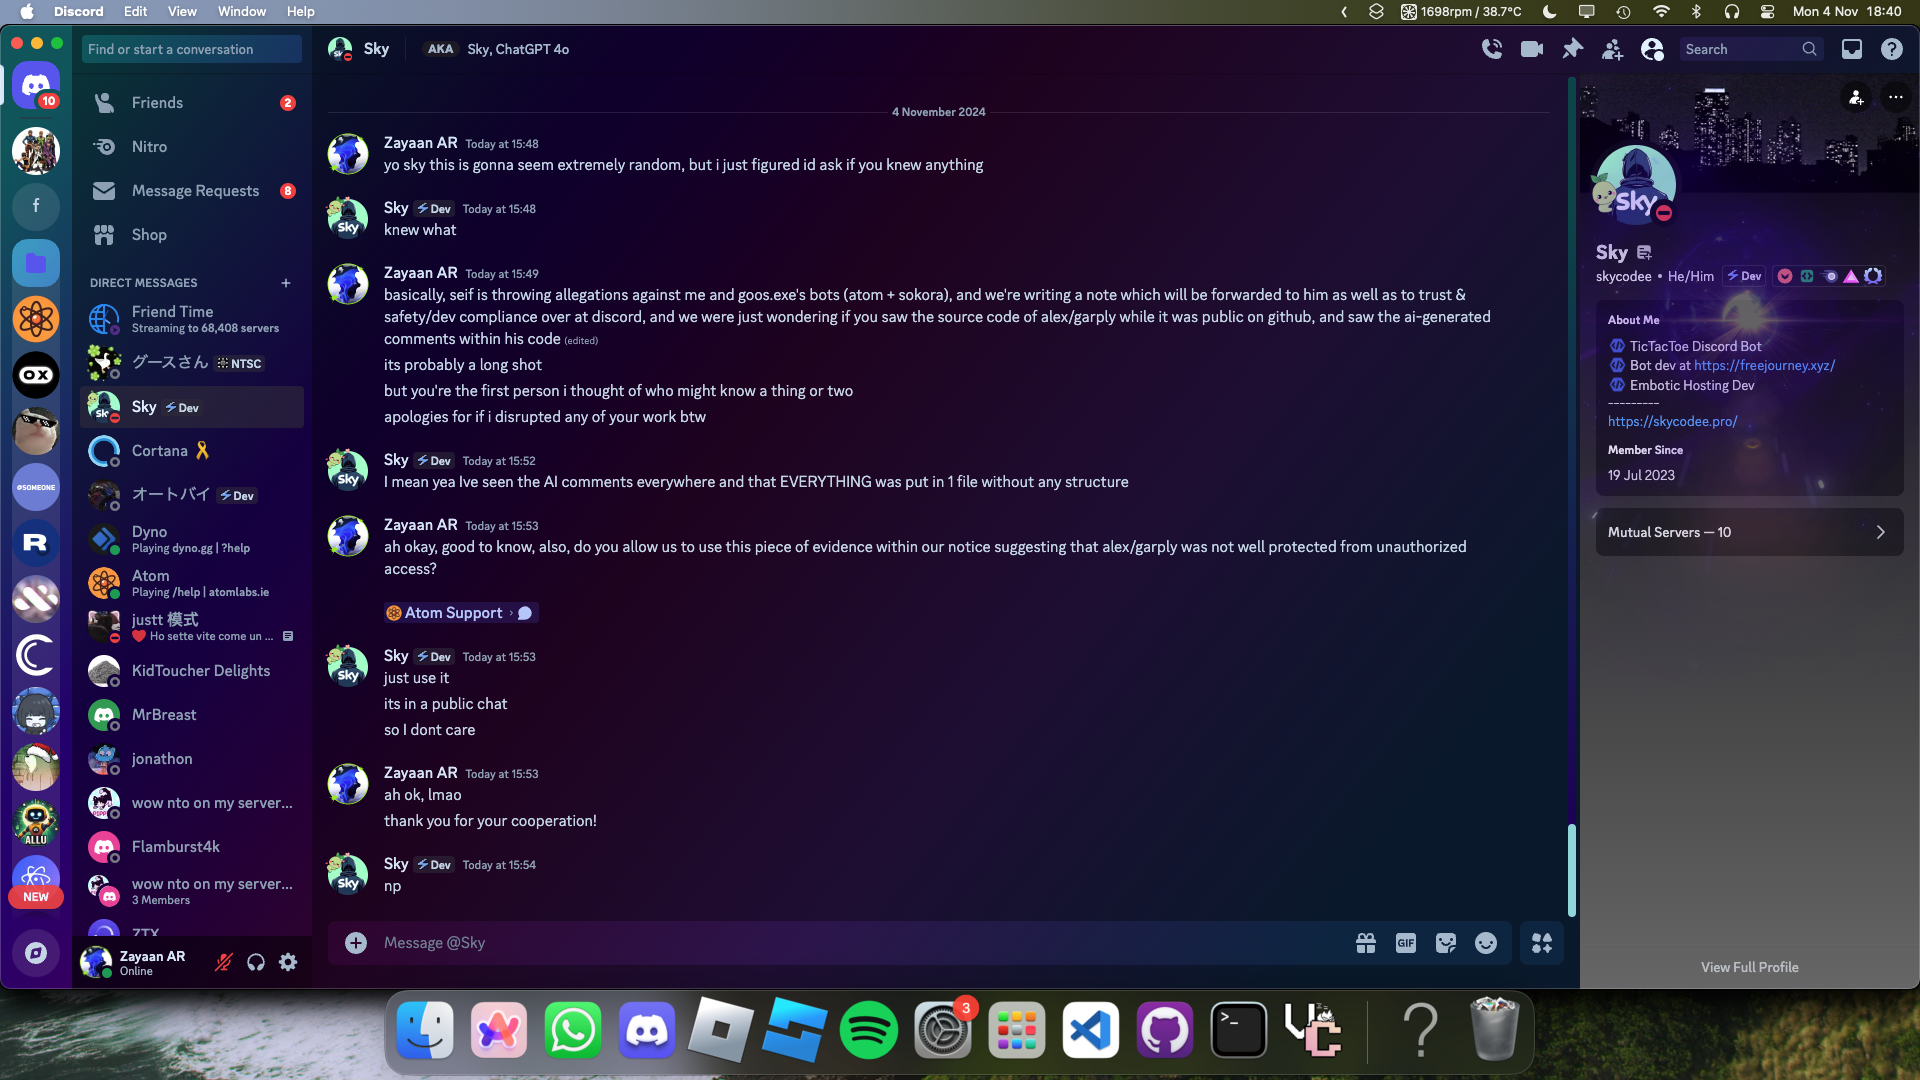 Discord Edit View Window Help
1698rpm / 38.7°C
Mon 4 Nov 18:40
Find or start a conversation
10
f
OX
@SOMEONE
R
ALLU
NEW
Friends 2
Nitro
Message Requests 8
Shop
DIRECT MESSAGES +
Friend Time
Streaming to 68,408 servers
グースさん NTSC
Sky Dev
Cortana
オートバイ Dev
Dyno
Playing dyno.gg | ?help
Atom
Playing /help | atomlabs.ie
justt 模式
Ho sette vite come un ...
KidToucher Delights
MrBreast
jonathon
wow nto on my server...
Flamburst4k
wow nto on my server...
3 Members
ZTX
Zayaan AR
Online
Sky AKA Sky, ChatGPT 4o
Search
4 November 2024
Zayaan AR Today at 15:48
yo sky this is gonna seem extremely random, but i just figured id ask if you knew anything
Sky Dev Today at 15:48
knew what
Zayaan AR Today at 15:49
basically, seif is throwing allegations against me and goos.exe's bots (atom + sokora), and we're writing a note which will be forwarded to him as well as to trust &
safety/dev compliance over at discord, and we were just wondering if you saw the source code of alex/garply while it was public on github, and saw the ai-generated
comments within his code (edited)
its probably a long shot
but you're the first person i thought of who might know a thing or two
apologies for if i disrupted any of your work btw
Sky Dev Today at 15:52
I mean yea Ive seen the AI comments everywhere and that EVERYTHING was put in 1 file without any structure
Zayaan AR Today at 15:53
ah okay, good to know, also, do you allow us to use this piece of evidence within our notice suggesting that alex/garply was not well protected from unauthorized
access?
Atom Support ›
Sky Dev Today at 15:53
just use it
its in a public chat
so I dont care
Zayaan AR Today at 15:53
ah ok, lmao
thank you for your cooperation!
Sky Dev Today at 15:54
np
Message @Sky
GIF
Sky
Sky
skycodee • He/Him Dev
About Me
TicTacToe Discord Bot
Bot dev at https://freejourney.xyz/
Embotic Hosting Dev
---------
https://skycodee.pro/
Member Since
19 Jul 2023
Mutual Servers — 10
View Full Profile
3